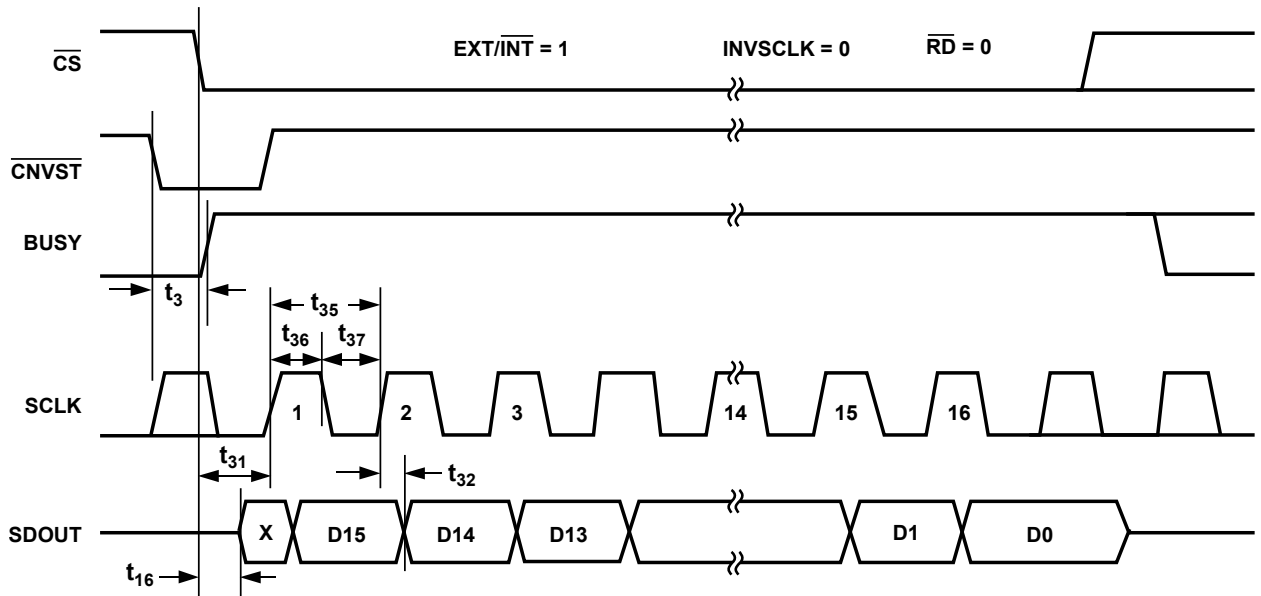 CS EXT/INT = 1 INVSCLK = 0 RD = 0
CNVST
BUSY
t3
t35
t36 t37
SCLK 1 2 3 14 15 16
t31
t32
SDOUT X D15 D14 D13 D1 D0
t16